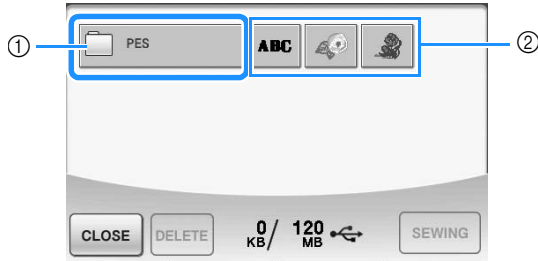 ① PES ABC ②
CLOSE DELETE 0 KB / 120 MB SEWING